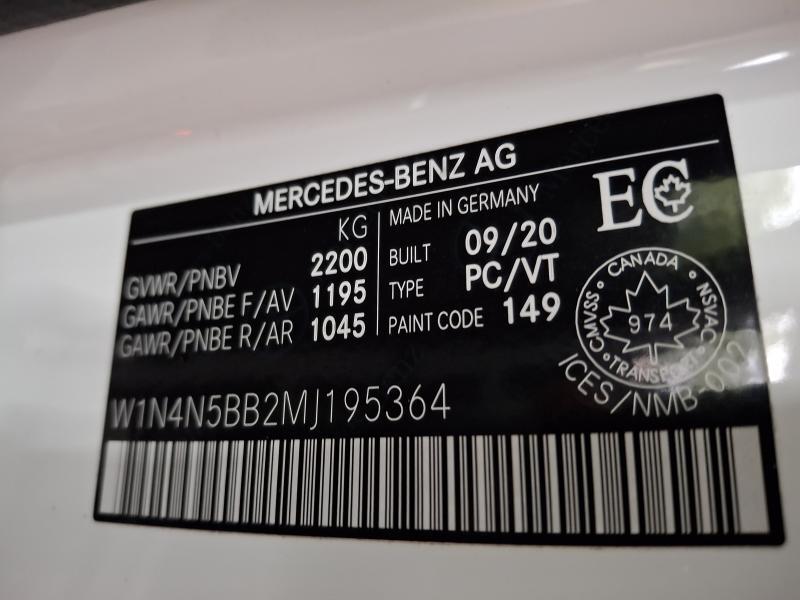 MERCEDES-BENZ AG
KG
GVWR/PNBV 2200
GAWR/PNBE F/AV 1195
GAWR/PNBE R/AR 1045
MADE IN GERMANY
BUILT 09/20
TYPE PC/VT
PAINT CODE 149
EC
CANADA
CMVSS 974 NSVAC
TRANSPORT
ICES/NMB-002
W1N4N5BB2MJ195364